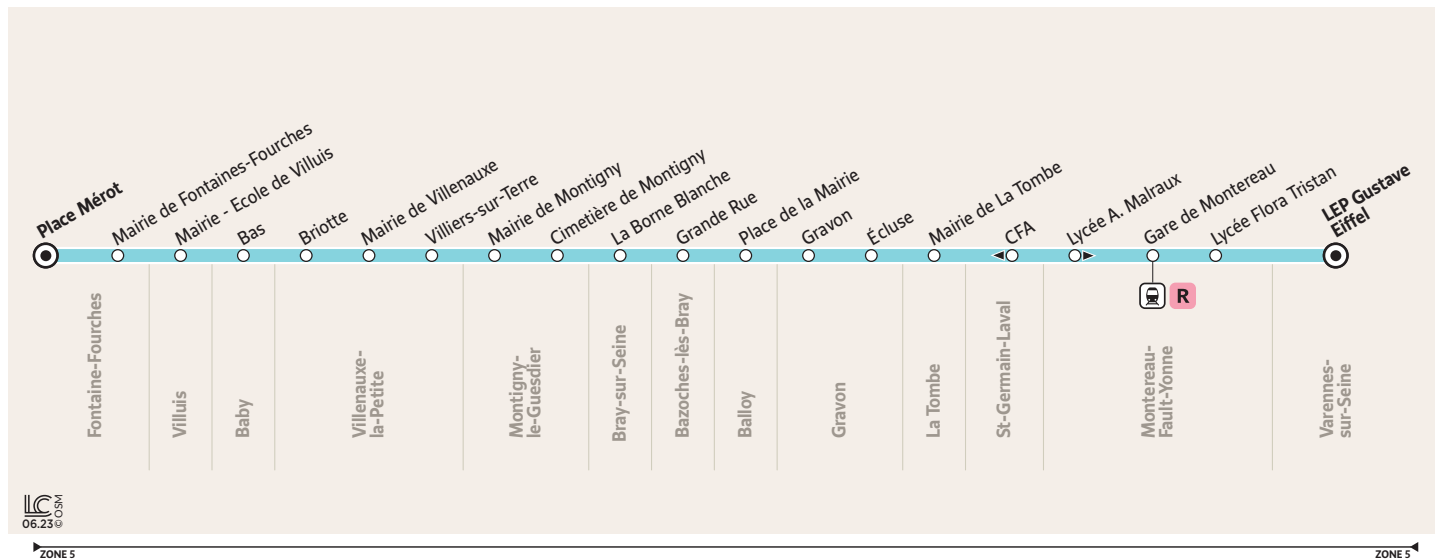 Place Mérot
Mairie de Fontaines-Fourches
Mairie - Ecole de Villuis
Bas
Briotte
Mairie de Villenauxe
Villiers-sur-Terre
Mairie de Montigny
Cimetière de Montigny
La Borne Blanche
Grande Rue
Place de la Mairie
Gravon
Écluse
Mairie de La Tombe
CFA
Lycée A. Malraux
Gare de Montereau
Lycée Flora Tristan
LEP Gustave
Eiffel
R
Fontaine-Fourches
Villuis
Baby
Villenauxe-
la-Petite
Montigny-
le-Guesdier
Bray-sur-Seine
Bazoches-lès-Bray
Balloy
Gravon
La Tombe
St-Germain-Laval
Montereau-
Fault-Yonne
Varennes-
sur-Seine
LC
06.23 © OSM
ZONE 5
ZONE 5